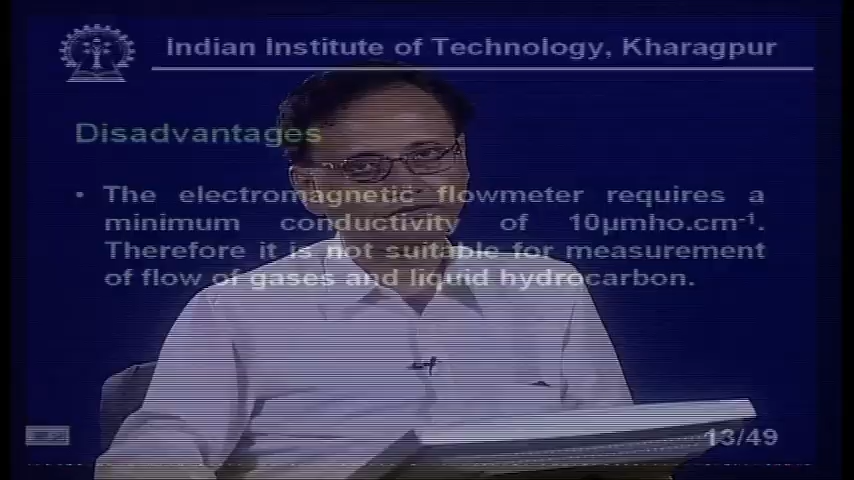 Indian Institute of Technology, Kharagpur
Disadvantages
• The electromagnetic flowmeter requires a
minimum conductivity of 10µmho.cm⁻¹.
Therefore it is not suitable for measurement
of flow of gases and liquid hydrocarbon.
13/49